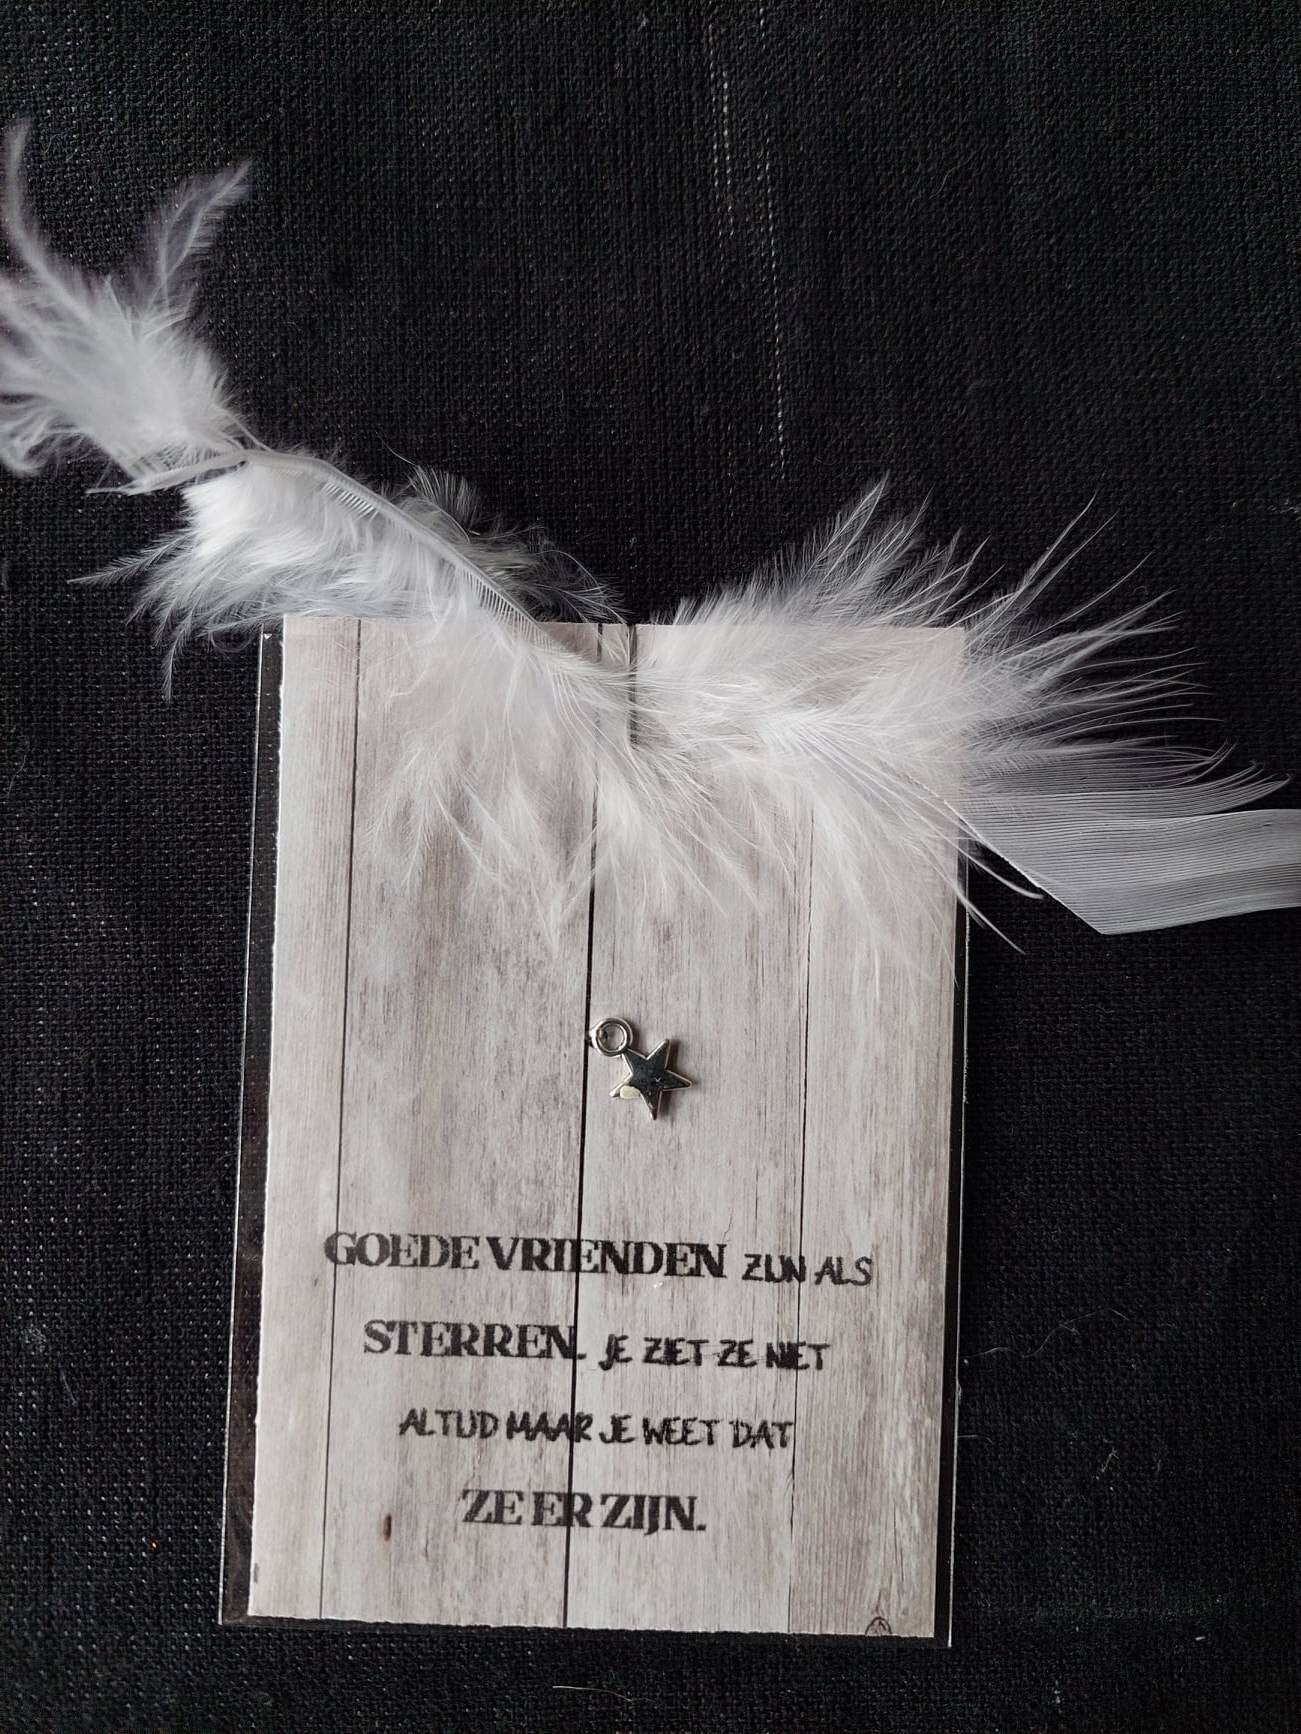 GOEDE VRIENDEN ZIJN ALS
STERREN. JE ZIET ZE NIET
ALTIJD MAAR JE WEET DAT
ZE ER ZIJN.